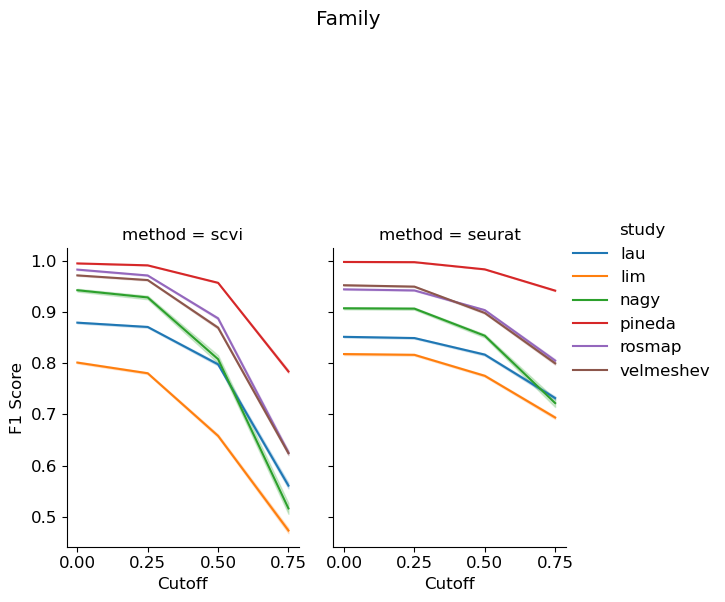 Family
method = scvi
method = seurat
study
lau
lim
nagy
pineda
rosmap
velmeshev
F1 Score
1.0
0.9
0.8
0.7
0.6
0.5
0.00 0.25 0.50 0.75
0.00 0.25 0.50 0.75
Cutoff
Cutoff